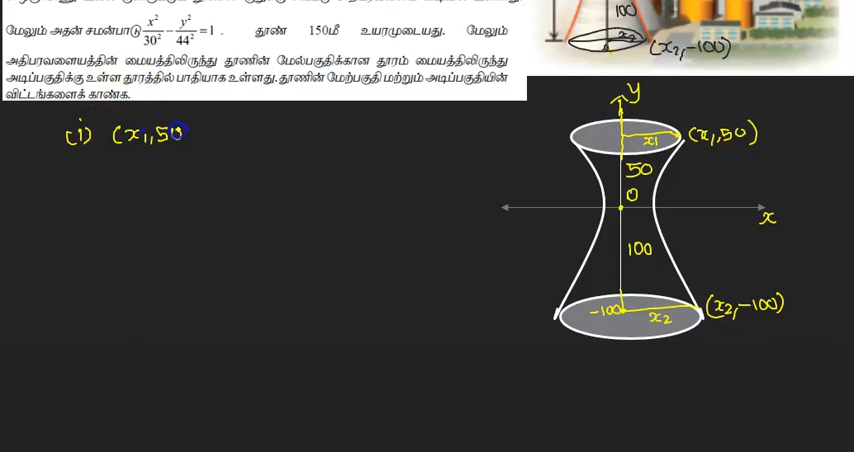 மேலும் அதன் சமன்பாடு x²/30² − y²/44² = 1 . தூண் 150மீ உயரமுடையது. மேலும்
அதிபரவளையத்தின் மையத்திலிருந்து தூணின் மேல்பகுதிக்கான தூரம் மையத்திலிருந்து
அடிப்பகுதிக்கு உள்ள தூரத்தில் பாதியாக உள்ளது. தூணின் மேற்பகுதி மற்றும் அடிப்பகுதியின்
விட்டங்களைக் காண்க.
100
x₂
(x₂, -100)
(i) (x₁, 50
y
x₁
(x₁, 50)
50
0
x
100
-100
x₂
(x₂, -100)